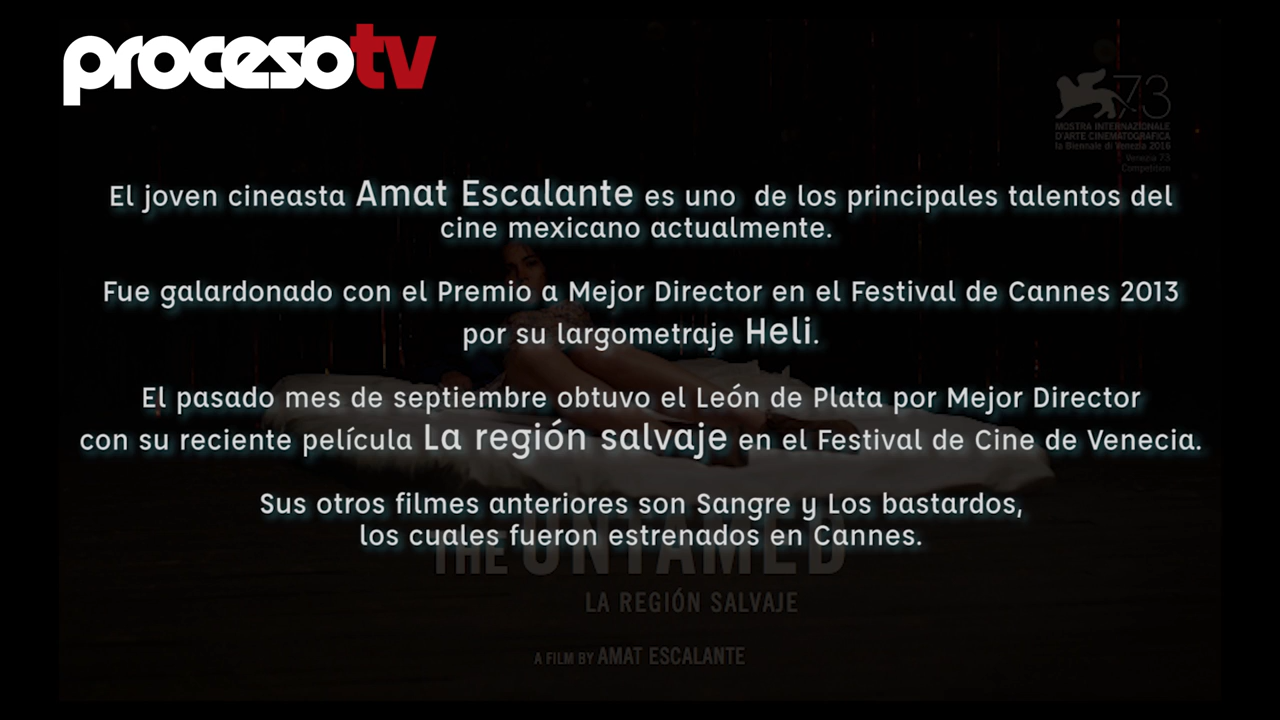 procesotv
73
MOSTRA INTERNAZIONALE
D'ARTE CINEMATOGRAFICA
la Biennale di Venezia 2016
Venezia 73
Competition
El joven cineasta Amat Escalante es uno de los principales talentos del
cine mexicano actualmente.
Fue galardonado con el Premio a Mejor Director en el Festival de Cannes 2013
por su largometraje Heli.
El pasado mes de septiembre obtuvo el León de Plata por Mejor Director
con su reciente película La región salvaje en el Festival de Cine de Venecia.
Sus otros filmes anteriores son Sangre y Los bastardos,
los cuales fueron estrenados en Cannes.
THE UNTAMED
LA REGIÓN SALVAJE
A FILM BY AMAT ESCALANTE